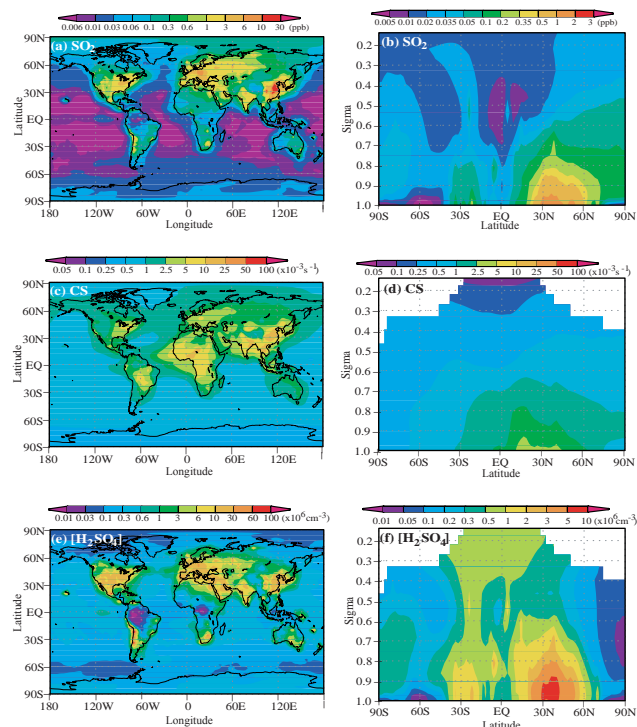 0.006 0.01 0.03 0.06 0.1 0.3 0.6 1 3 6 10 30 (ppb)
90N
60N
30N
EQ
30S
60S
90S
Latitude
(a) SO2
180 120W 60W 0 60E 120E
Longitude
0.005 0.01 0.02 0.035 0.05 0.1 0.2 0.35 0.5 1 2 3 (ppb)
(b) SO2
0.2
0.4
0.5
0.6
0.7
0.8
0.9
1.0
Sigma
90S 60S 30S EQ 30N 60N 90N
Latitude
0.05 0.1 0.25 0.5 1 2.5 5 10 25 50 100 (x10-3s-1)
90N
60N
30N
EQ
30S
60S
90S
Latitude
(c) CS
180 120W 60W 0 60E 120E
Longitude
0.05 0.1 0.25 0.5 1 2.5 5 10 25 50 100 (x10-3s-1)
(d) CS
0.2
0.4
0.5
0.6
0.7
0.8
0.9
1.0
Sigma
90S 60S 30S EQ 30N 60N 90N
Latitude
0.01 0.03 0.1 0.3 0.6 1 3 6 10 30 60 100 (x106cm-3)
90N
60N
30N
EQ
30S
60S
90S
Latitude
(e) [H2SO4]
180 120W 60W 0 60E 120E
Longitude
0.01 0.03 0.05 0.1 0.2 0.3 0.5 1 2 3 5 10 (x106cm-3)
(f) [H2SO4]
0.2
0.4
0.5
0.6
0.7
0.8
0.9
1.0
Sigma
90S 60S 30S EQ 30N 60N 90N
Latitude